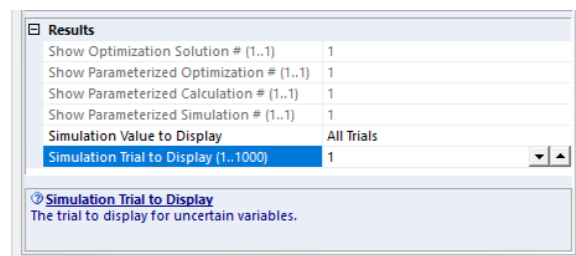 Results
Show Optimization Solution # (1..1) 1
Show Parameterized Optimization # (1..1) 1
Show Parameterized Calculation # (1..1) 1
Show Parameterized Simulation # (1..1) 1
Simulation Value to Display All Trials
Simulation Trial to Display (1..1000) 1
Simulation Trial to Display
The trial to display for uncertain variables.